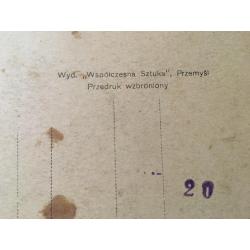 Wyd. „Współczesna Sztuka", Przemyśl
Przedruk wzbroniony
20